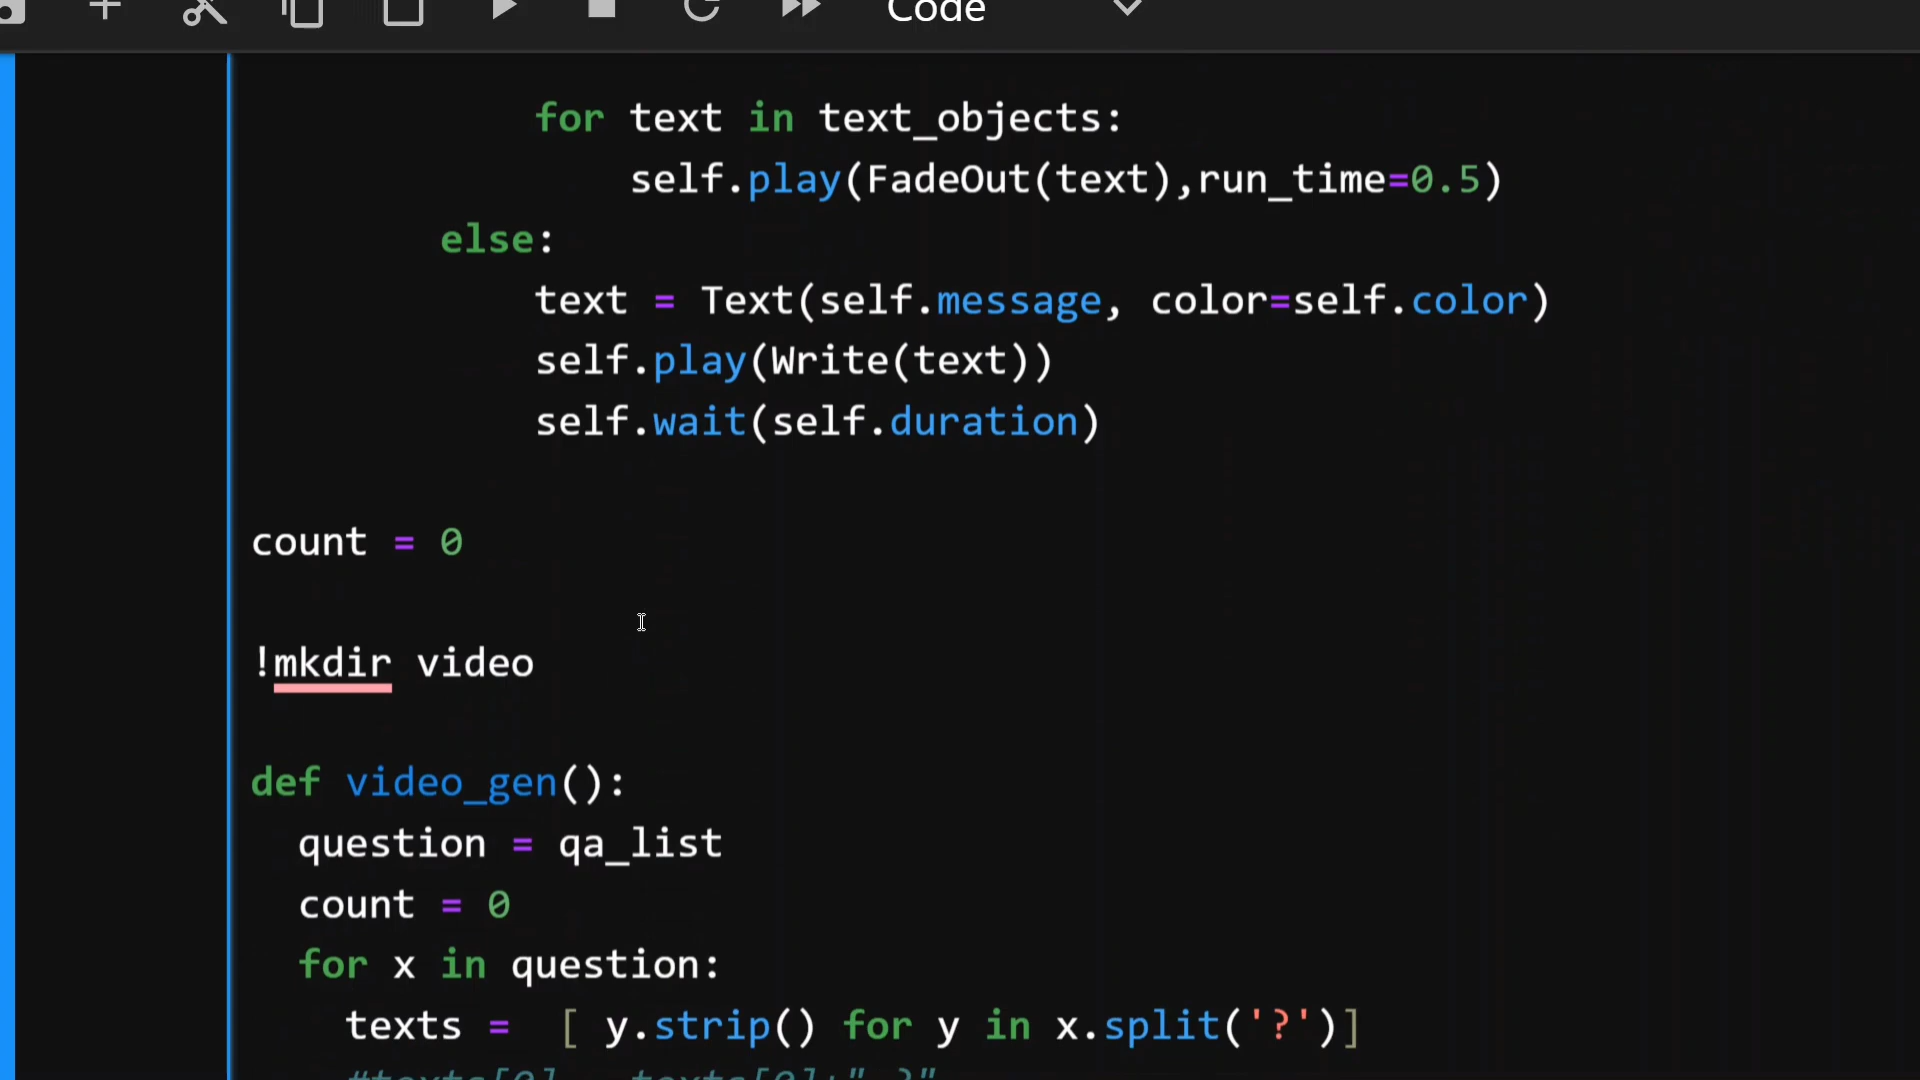 Code
for text in text_objects:
self.play(FadeOut(text),run_time=0.5)
else:
text = Text(self.message, color=self.color)
self.play(Write(text))
self.wait(self.duration)
count = 0
!mkdir video
def video_gen():
question = qa_list
count = 0
for x in question:
texts =  [ y.strip() for y in x.split('?')]